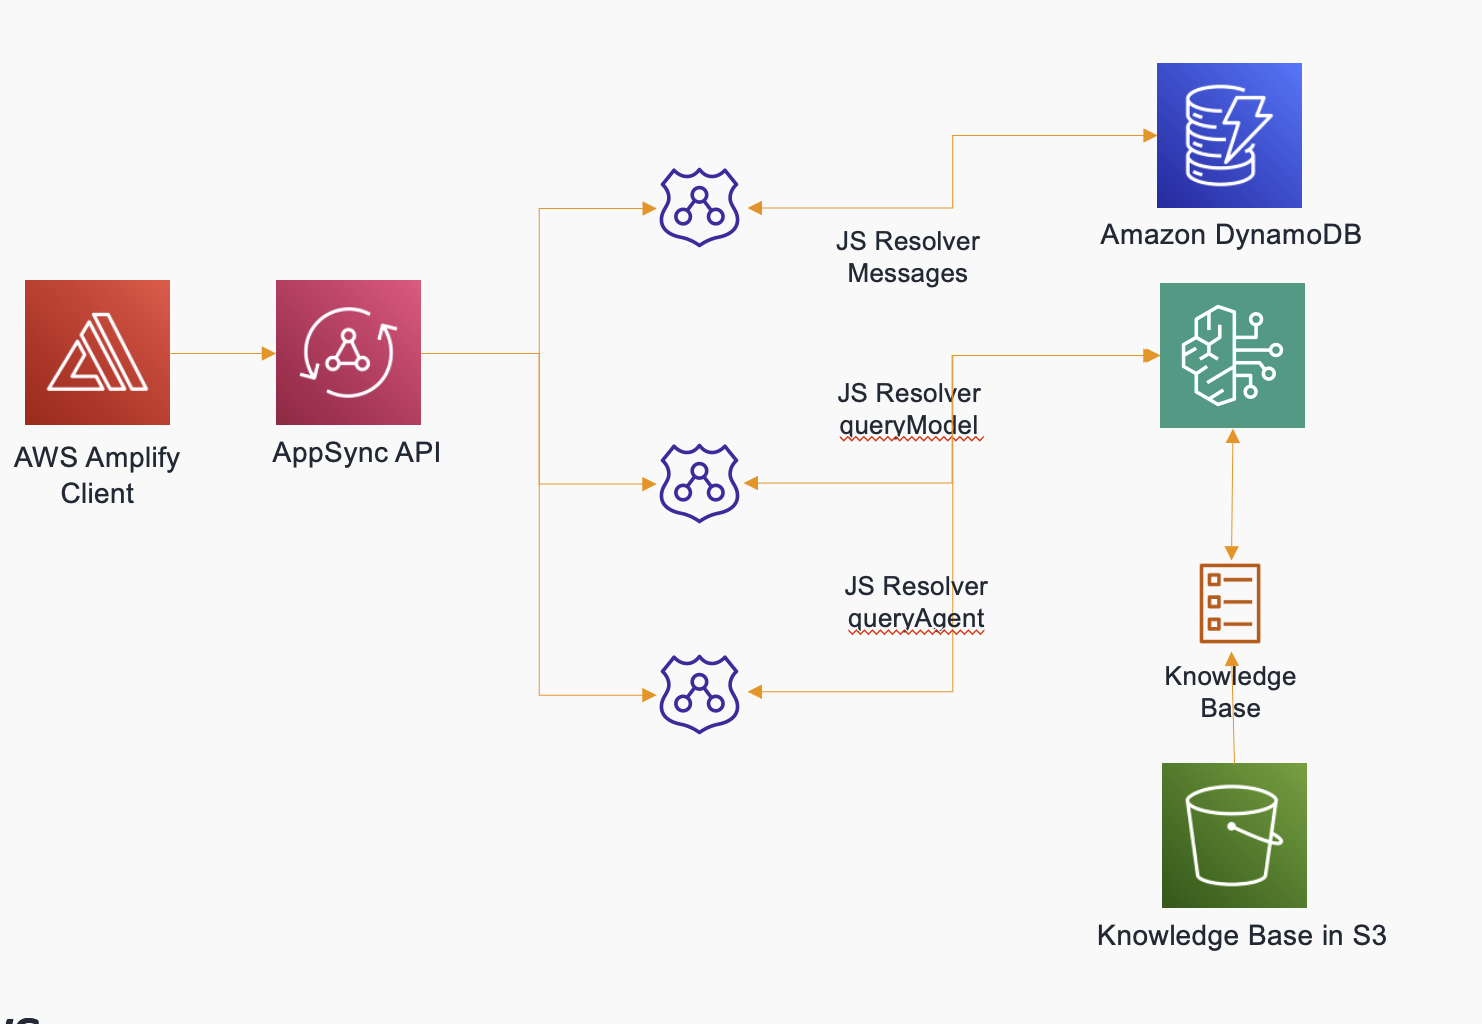 Amazon DynamoDB
JS Resolver
Messages
AWS Amplify
Client
AppSync API
JS Resolver
queryModel
JS Resolver
queryAgent
Knowledge
Base
Knowledge Base in S3